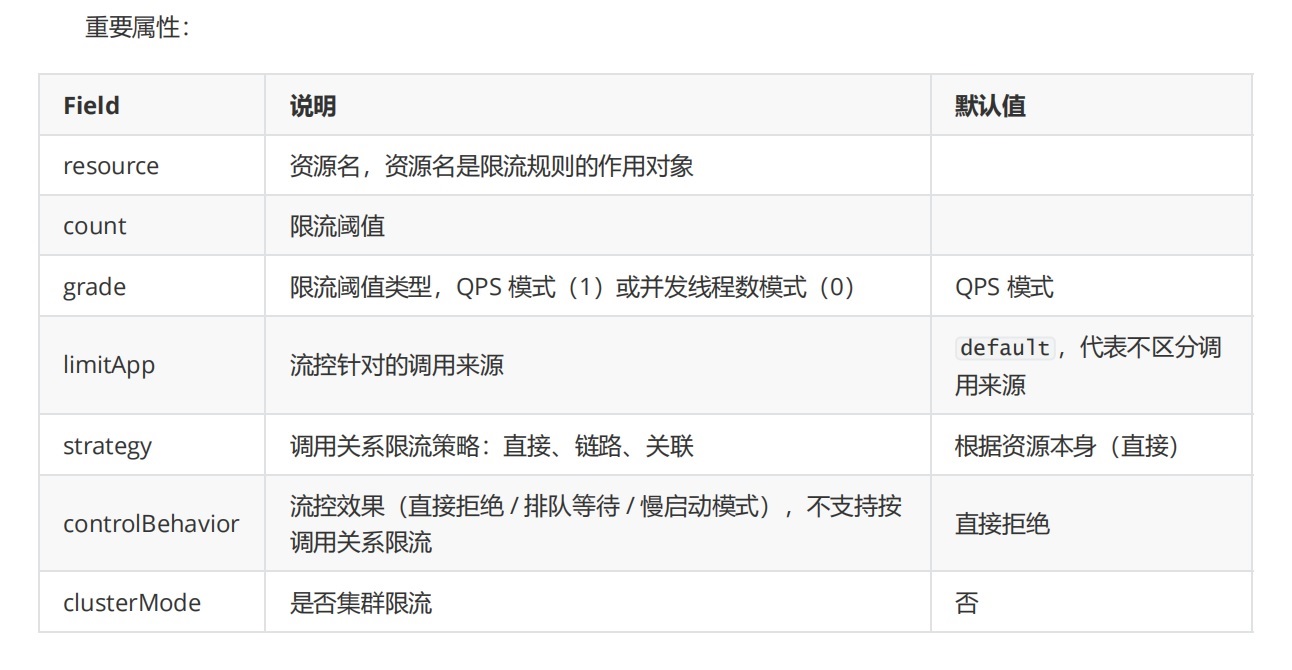 重要属性：
Field 说明 默认值
resource 资源名，资源名是限流规则的作用对象
count 限流阈值
grade 限流阈值类型，QPS 模式（1）或并发线程数模式（0） QPS 模式
limitApp 流控针对的调用来源 default，代表不区分调
用来源
strategy 调用关系限流策略：直接、链路、关联 根据资源本身（直接）
controlBehavior 流控效果（直接拒绝 / 排队等待 / 慢启动模式），不支持按
调用关系限流 直接拒绝
clusterMode 是否集群限流 否